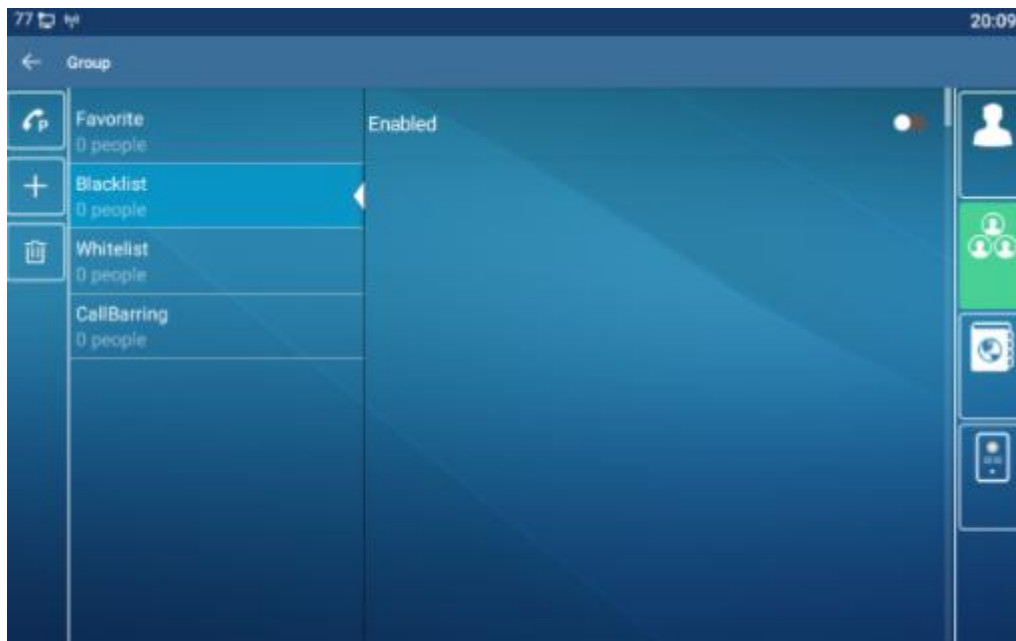 77
20:09
Group
P
Favorite
0 people
Enabled
Blacklist
0 people
Whitelist
0 people
CallBarring
0 people